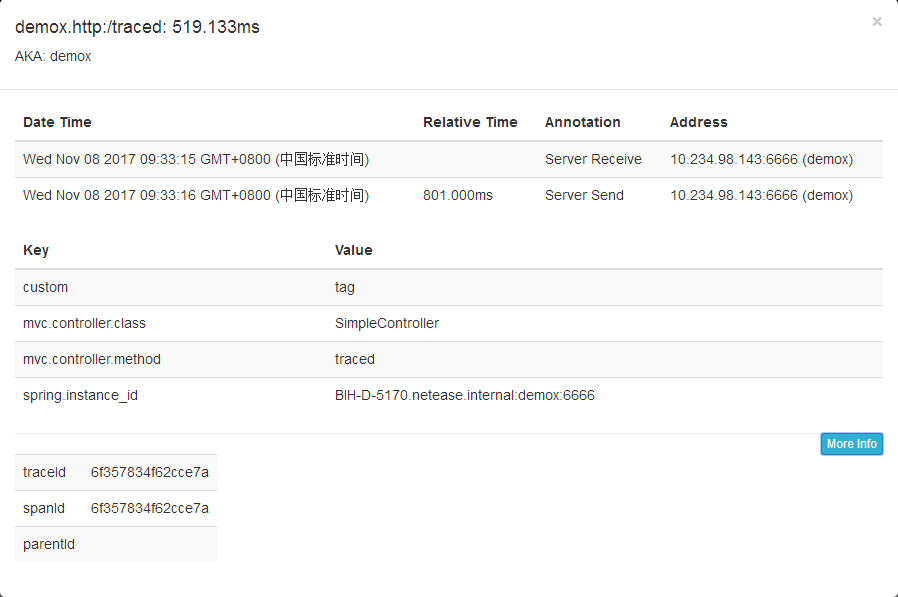 demox.http:/traced: 519.133ms
×
AKA: demox
Date Time Relative Time Annotation Address
Wed Nov 08 2017 09:33:15 GMT+0800 (中国标准时间) Server Receive 10.234.98.143:6666 (demox)
Wed Nov 08 2017 09:33:16 GMT+0800 (中国标准时间) 801.000ms Server Send 10.234.98.143:6666 (demox)
Key Value
custom tag
mvc.controller.class SimpleController
mvc.controller.method traced
spring.instance_id BIH-D-5170.netease.internal:demox:6666
More Info
traceId 6f357834f62cce7a
spanId 6f357834f62cce7a
parentId